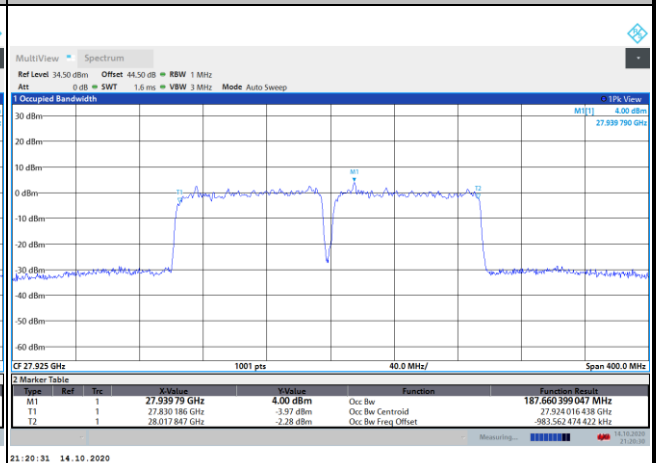 MultiView Spectrum
Ref Level 34.50 dBm Offset 44.50 dB RBW 1 MHz
Att 0 dB SWT 1.6 ms VBW 3 MHz Mode Auto Sweep
1 Occupied Bandwidth 1Pk View
M1[1] 4.00 dBm
27.939 790 GHz
30 dBm
20 dBm
10 dBm
M1
0 dBm
T1
T2
-10 dBm
-20 dBm
-30 dBm
-40 dBm
-50 dBm
-60 dBm
CF 27.925 GHz 1001 pts 40.0 MHz/ Span 400.0 MHz
2 Marker Table
Type Ref Trc X-Value Y-Value Function Function Result
M1 1 27.939 79 GHz 4.00 dBm Occ Bw 187.660 399 047 MHz
T1 1 27.830 186 GHz -3.97 dBm Occ Bw Centroid 27.924 016 438 GHz
T2 1 28.017 847 GHz -2.28 dBm Occ Bw Freq Offset -983.562 474 422 kHz
Measuring... 14.10.2020
21:20:30
21:20:31 14.10.2020